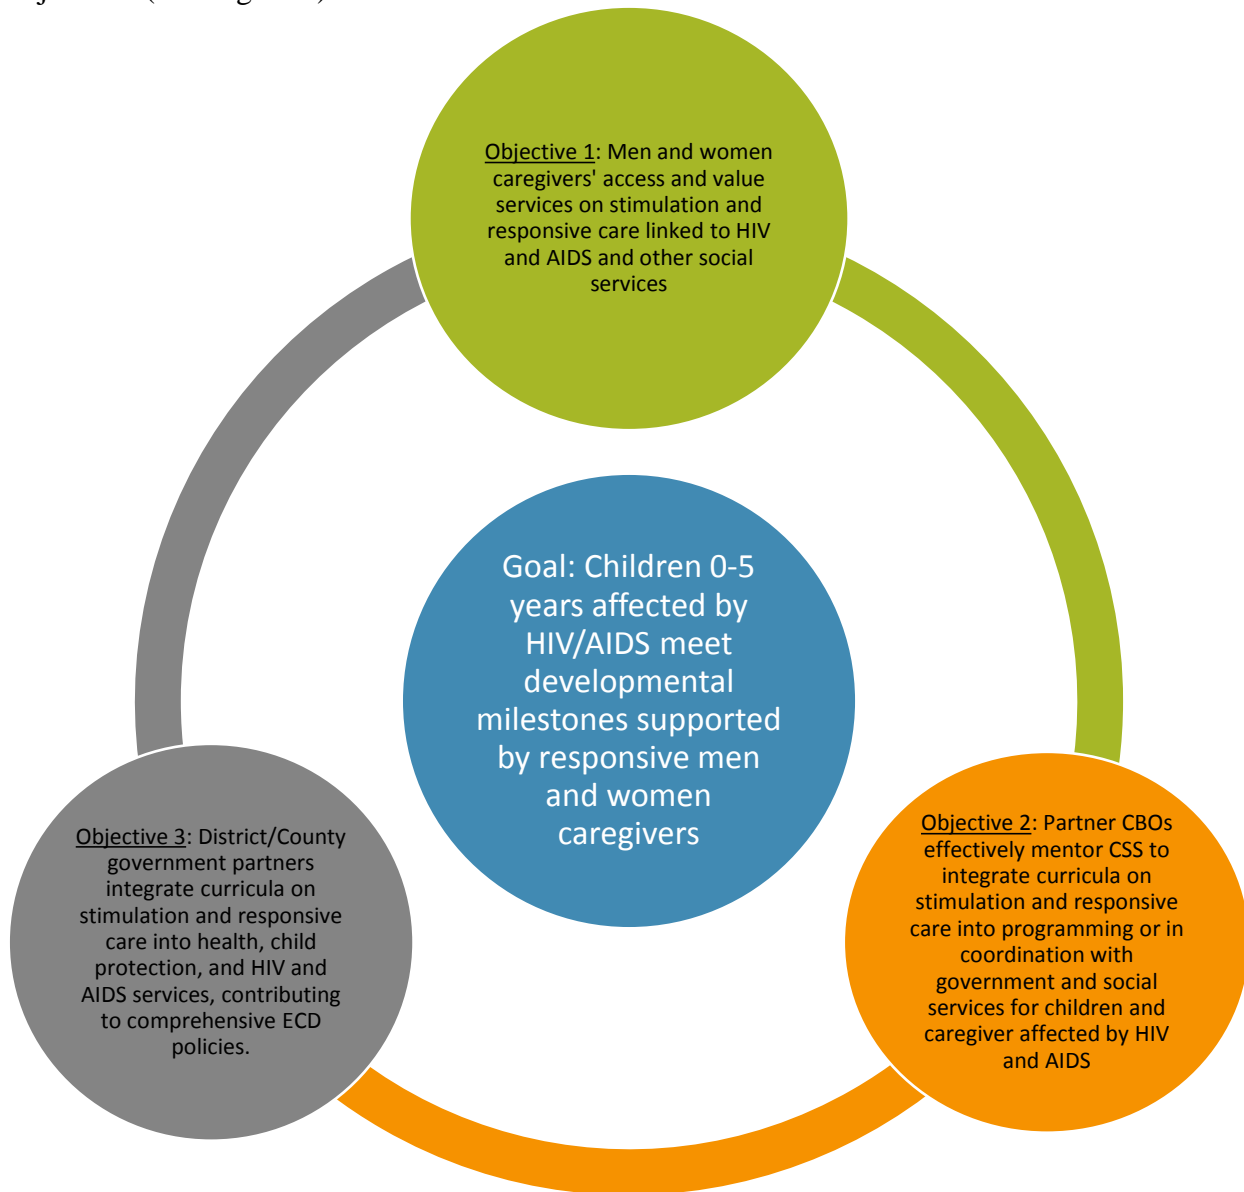 Objective 1: Men and women
caregivers' access and value
services on stimulation and
responsive care linked to HIV
and AIDS and other social
services
Goal: Children 0-5
years affected by
HIV/AIDS meet
developmental
milestones supported
by responsive men
and women
caregivers
Objective 3: District/County
government partners
integrate curricula on
stimulation and responsive
care into health, child
protection, and HIV and
AIDS services, contributing
to comprehensive ECD
policies.
Objective 2: Partner CBOs
effectively mentor CSS to
integrate curricula on
stimulation and responsive
care into programming or in
coordination with
government and social
services for children and
caregiver affected by HIV
and AIDS